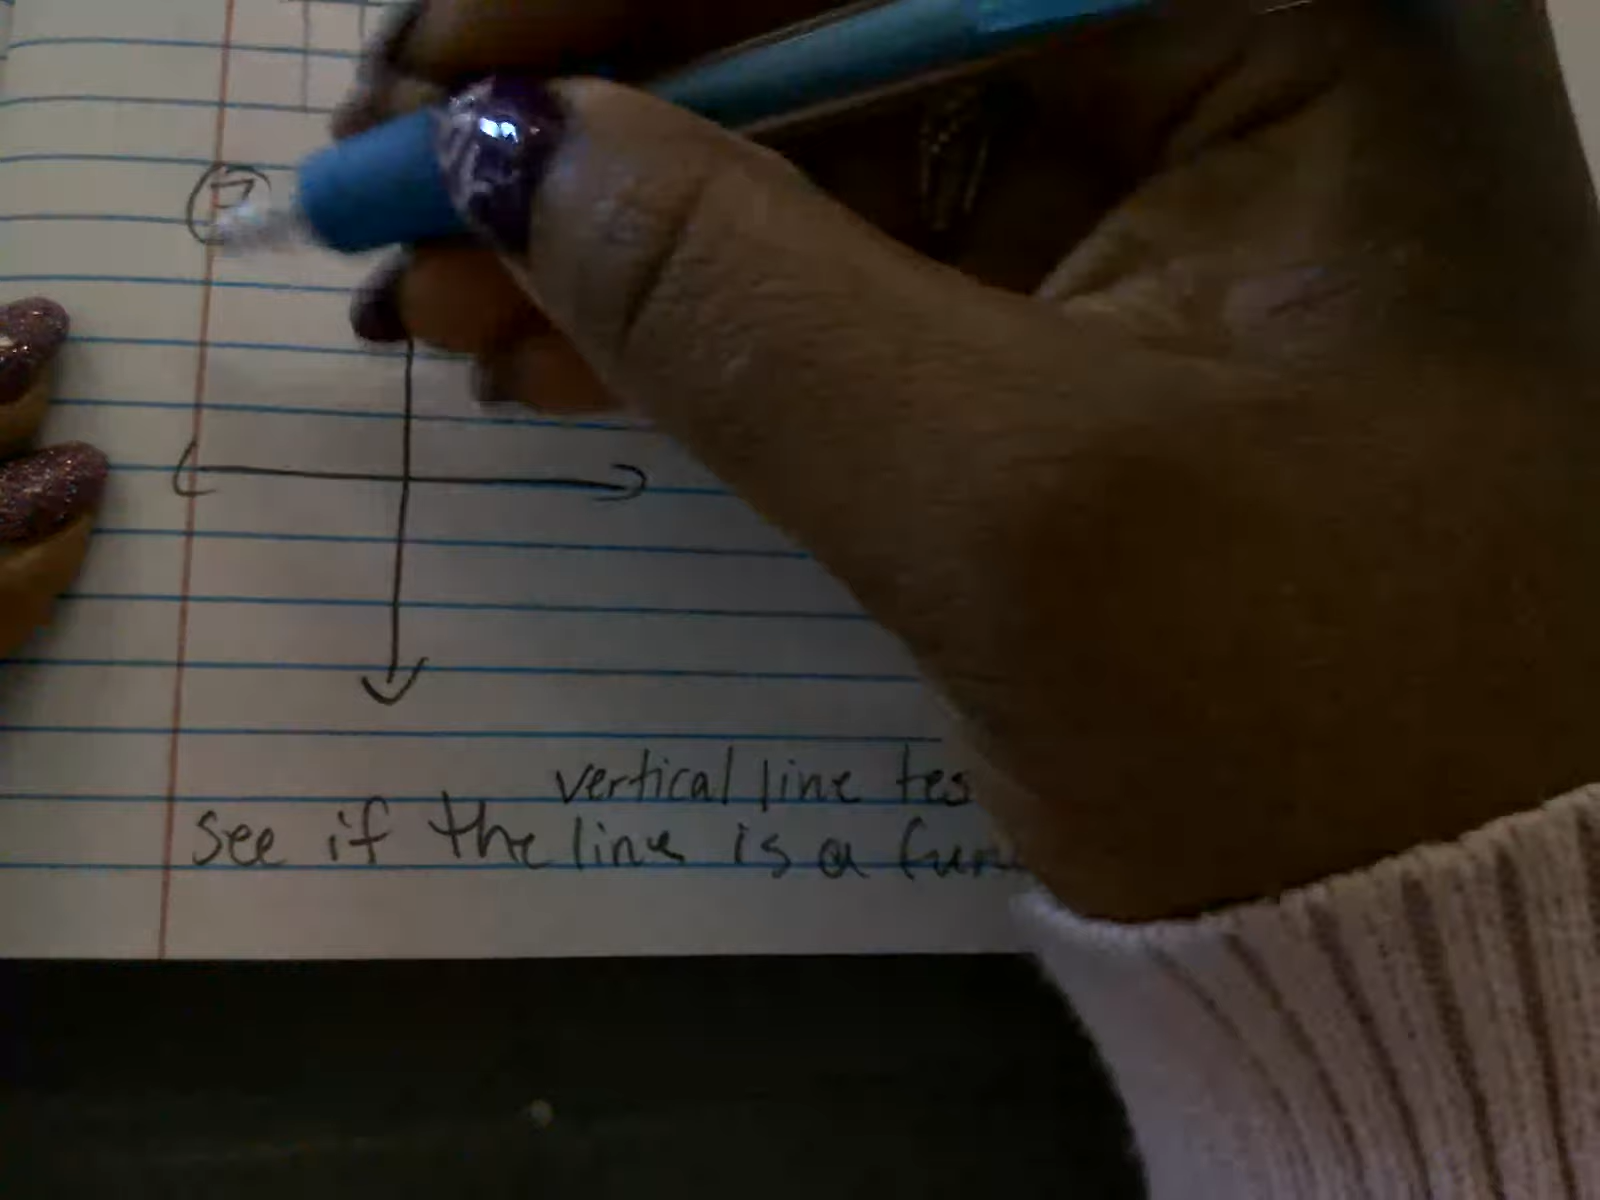 vertical line tes
see if the line is a fun